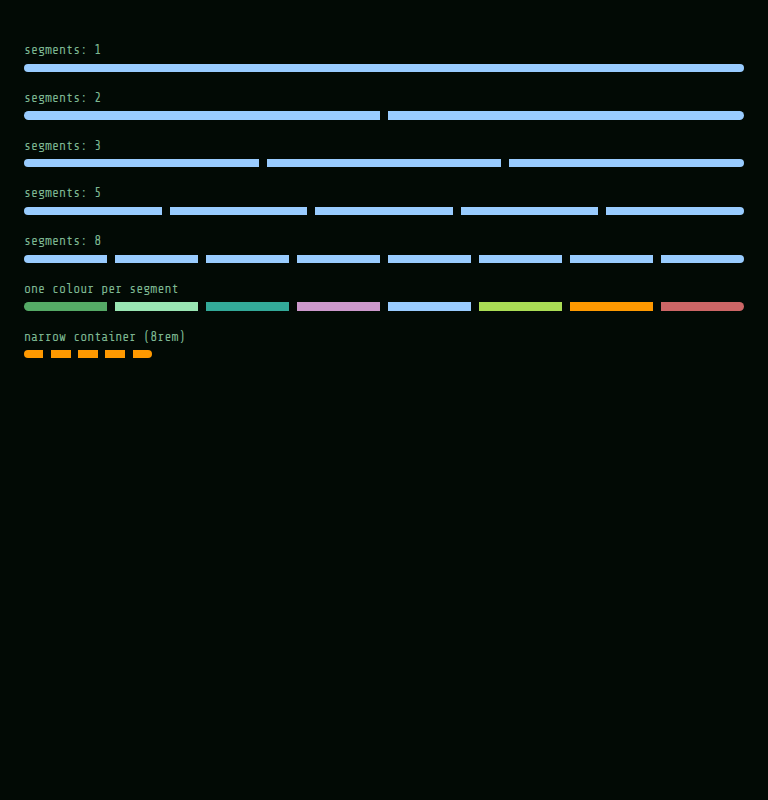 segments: 1
segments: 2
segments: 3
segments: 5
segments: 8
one colour per segment
narrow container (8rem)